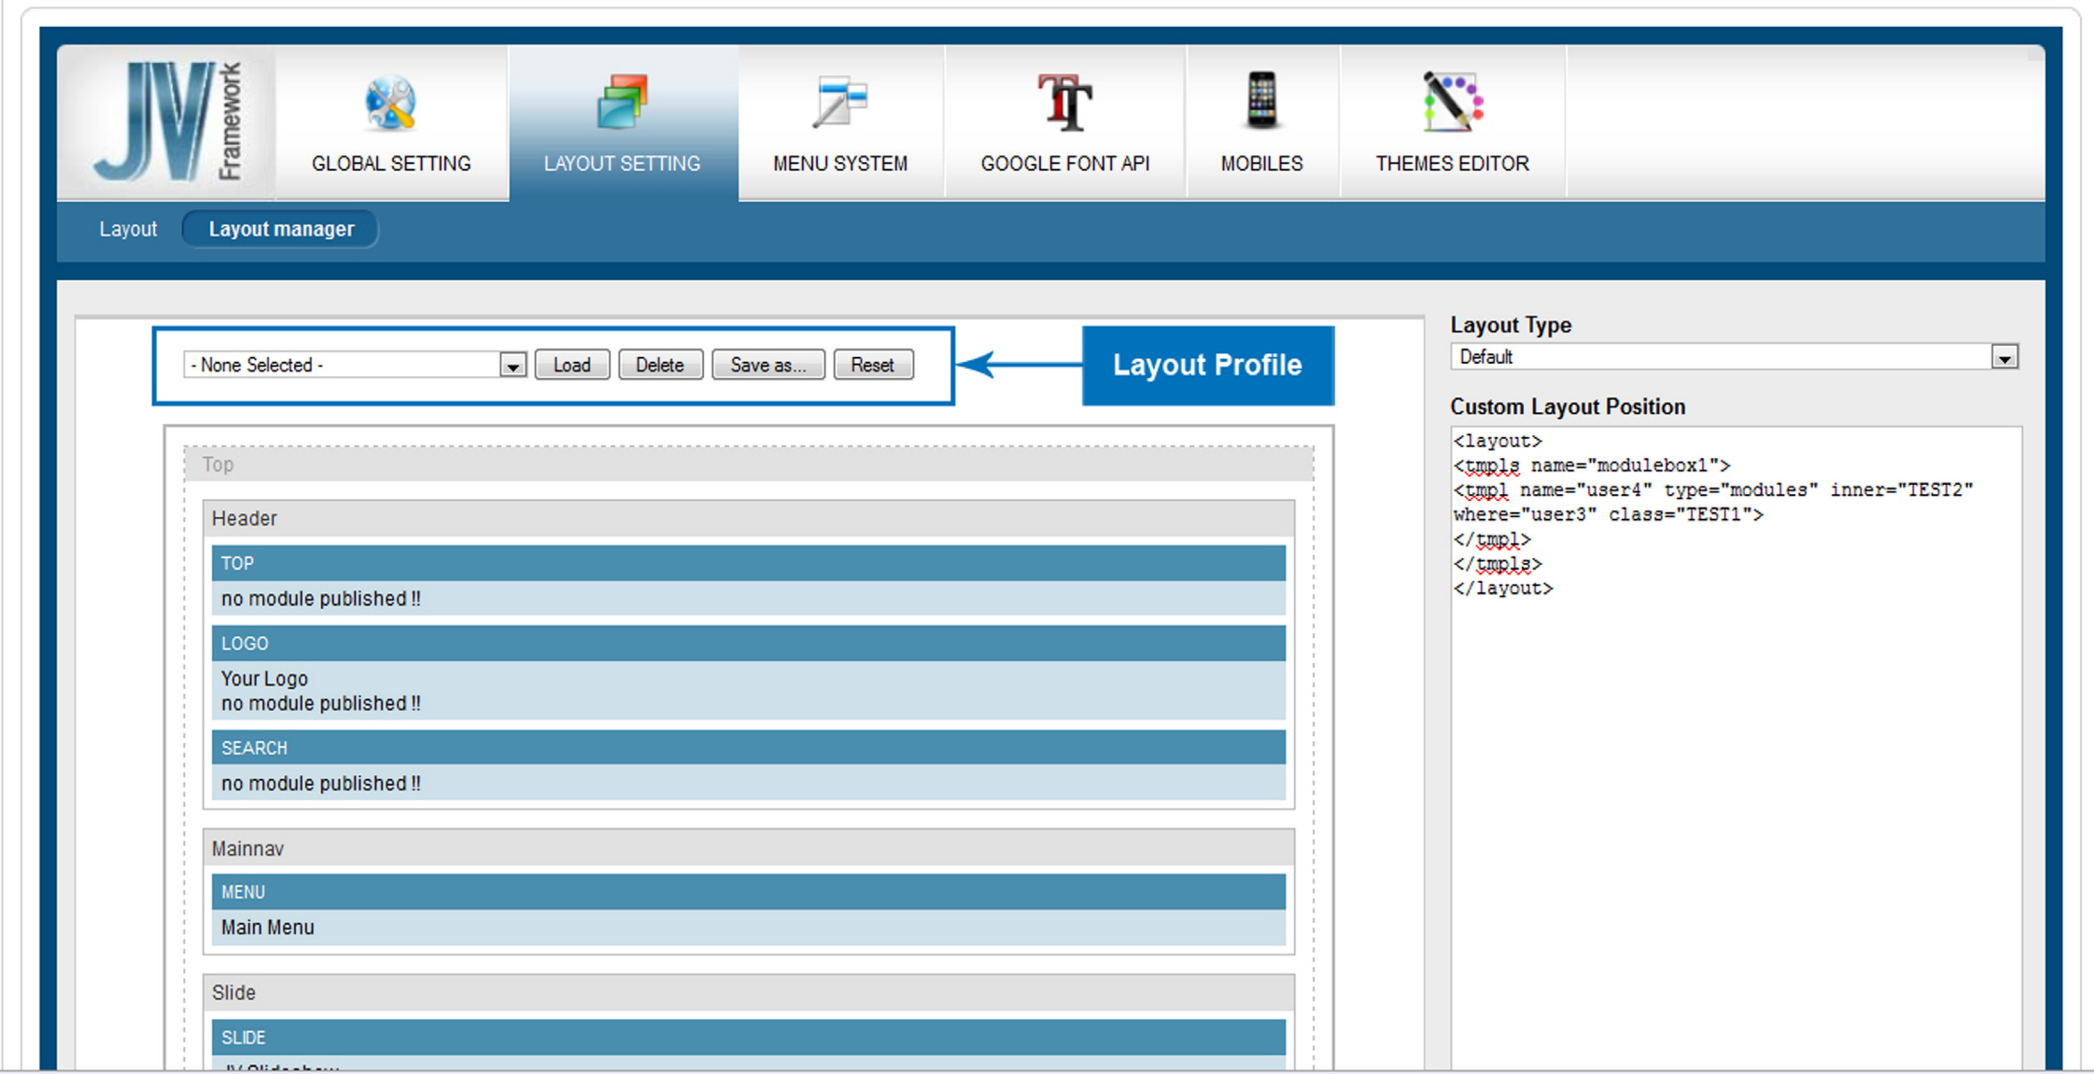 JV Framework
GLOBAL SETTING
LAYOUT SETTING
MENU SYSTEM
GOOGLE FONT API
MOBILES
THEMES EDITOR
Layout
Layout manager
- None Selected -
Load
Delete
Save as...
Reset
Layout Profile
Top
Header
TOP
no module published !!
LOGO
Your Logo
no module published !!
SEARCH
no module published !!
Mainnav
MENU
Main Menu
Slide
SLIDE
JV Slideshow
Layout Type
Default
Custom Layout Position
<layout>
<tmpls name="modulebox1">
<tmpl name="user4" type="modules" inner="TEST2"
where="user3" class="TEST1">
</tmpl>
</tmpls>
</layout>